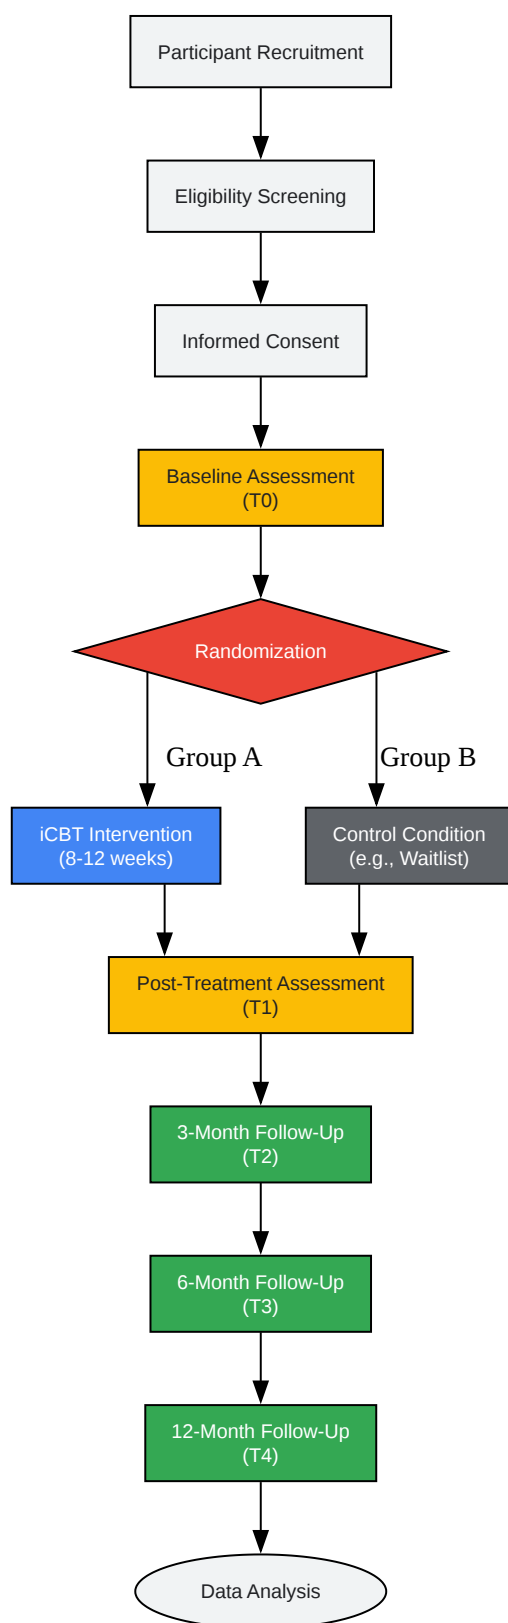 Participant Recruitment
Eligibility Screening
Informed Consent
Baseline Assessment
(T0)
Randomization
Group A
Group B
iCBT Intervention
(8-12 weeks)
Control Condition
(e.g., Waitlist)
Post-Treatment Assessment
(T1)
3-Month Follow-Up
(T2)
6-Month Follow-Up
(T3)
12-Month Follow-Up
(T4)
Data Analysis